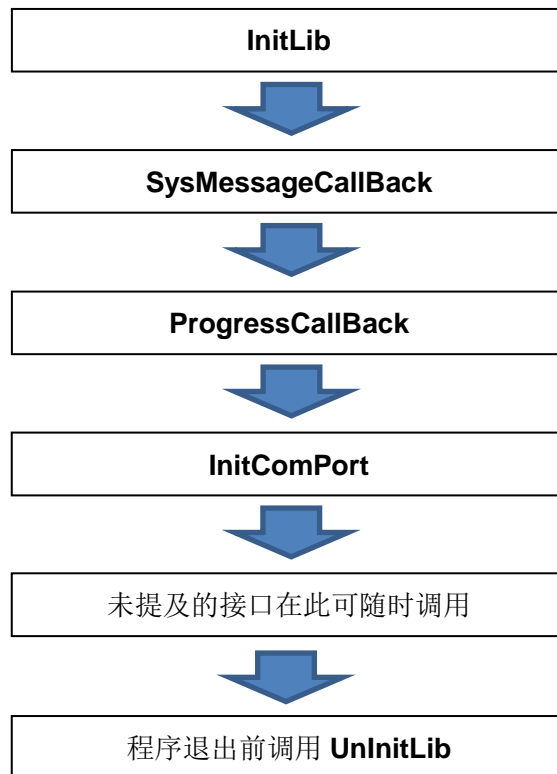 InitLib
SysMessageCallBack
ProgressCallBack
InitComPort
未提及的接口在此可随时调用
程序退出前调用 UnInitLib